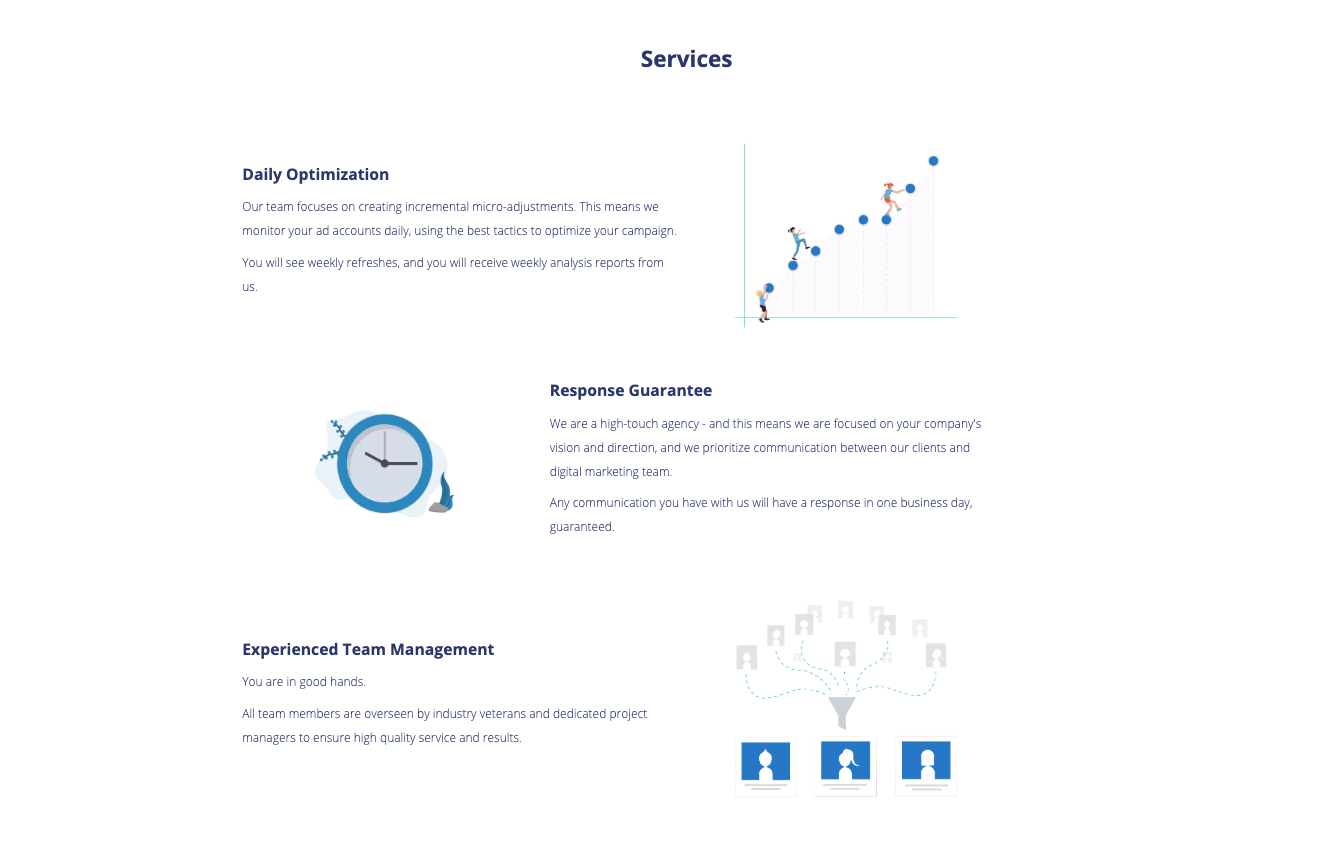 Services
Daily Optimization
Our team focuses on creating incremental micro-adjustments. This means we
monitor your ad accounts daily, using the best tactics to optimize your campaign.
You will see weekly refreshes, and you will receive weekly analysis reports from
us.
Response Guarantee
We are a high-touch agency - and this means we are focused on your company's
vision and direction, and we prioritize communication between our clients and
digital marketing team.
Any communication you have with us will have a response in one business day,
guaranteed.
Experienced Team Management
You are in good hands.
All team members are overseen by industry veterans and dedicated project
managers to ensure high quality service and results.